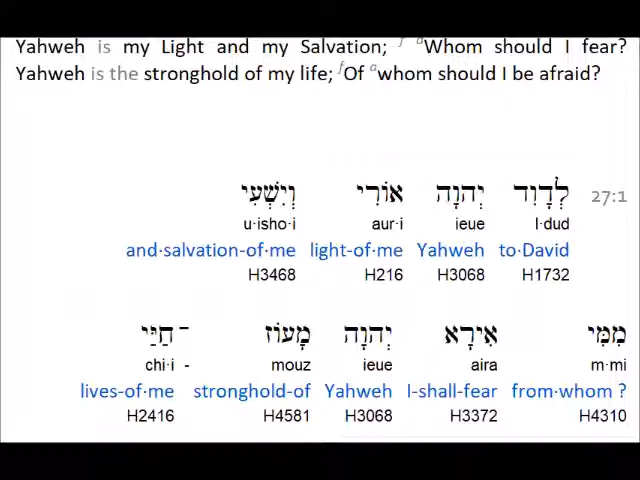 Yahweh is my Light and my Salvation; f a Whom should I fear?
Yahweh is the stronghold of my life; f Of a whom should I be afraid?
27:1 לְדָוִד יְהוָה אוֹרִי וְיִשְׁעִי
u·isho·i aur·i ieue l·dud
and·salvation-of·me light-of·me Yahweh to·David
H3468 H216 H3068 H1732
מִמִּי אִירָא יְהוָה מָעוֹז־ חַיַּי
chi·i - mouz ieue aira m·mi
lives-of·me stronghold-of Yahweh I-shall-fear from·whom ?
H2416 H4581 H3068 H3372 H4310